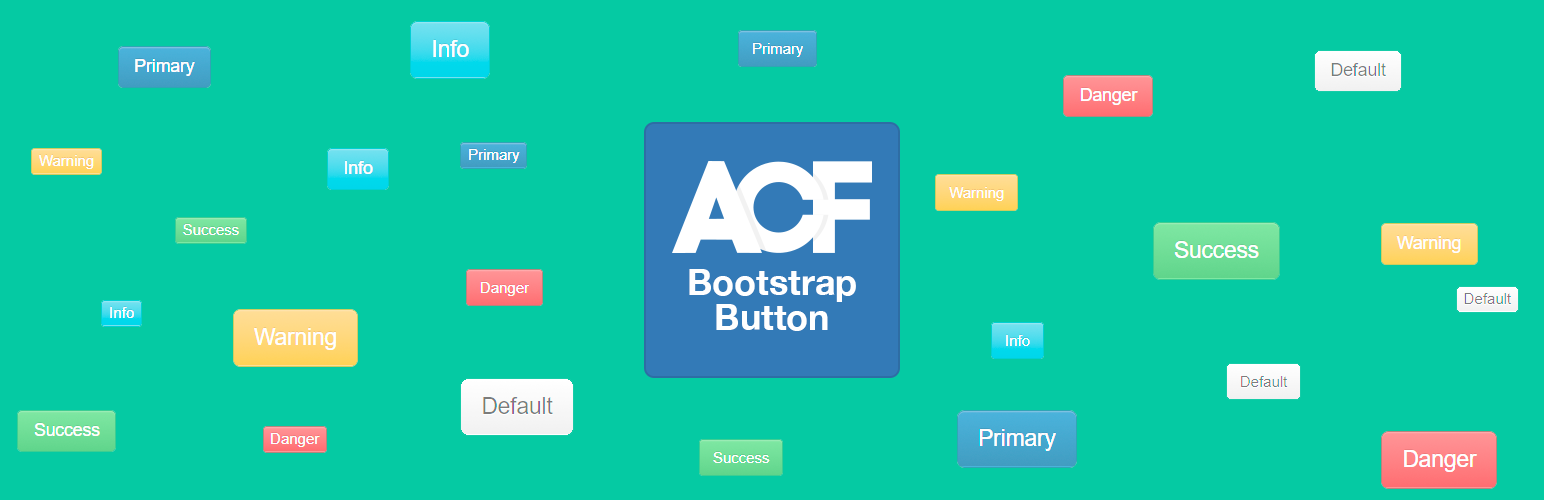 Primary
Info
Primary
Danger
Default
Warning
Info
Primary
Warning
Success
Success
Warning
ACF
Bootstrap
Button
Danger
Info
Warning
Default
Info
Default
Default
Success
Danger
Success
Primary
Danger